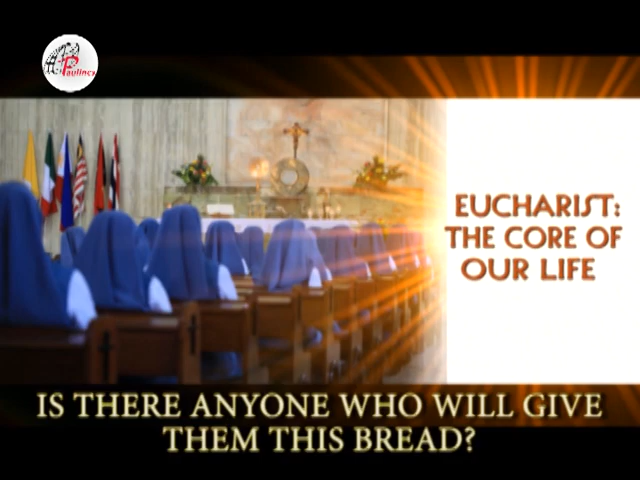 Paulines
EUCHARIST:
THE CORE OF
OUR LIFE
IS THERE ANYONE WHO WILL GIVE
THEM THIS BREAD?